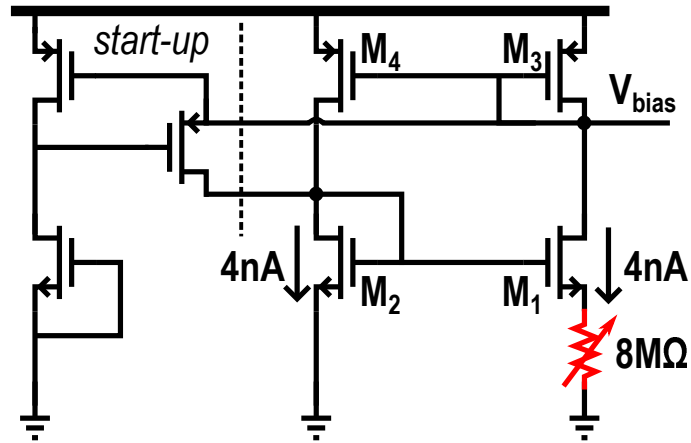 start-up
M4
M3
Vbias
4nA
M2
M1
4nA
8MΩ